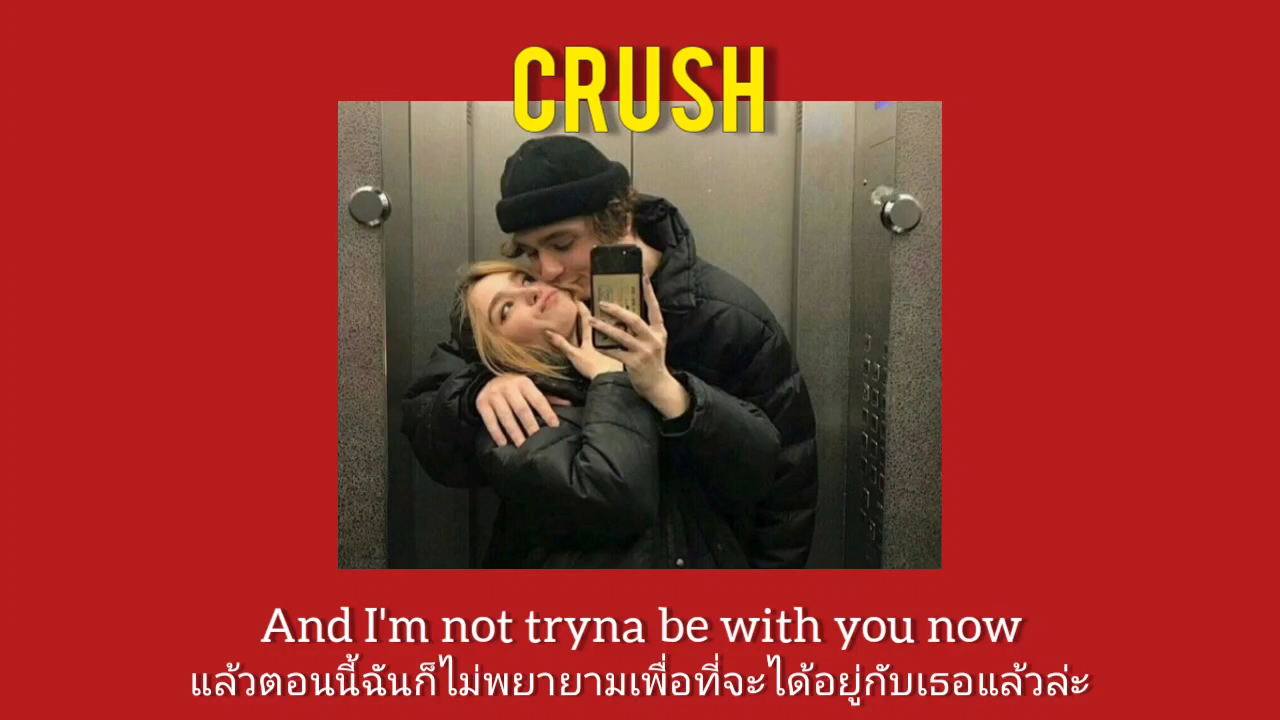 CRUSH
And I'm not tryna be with you now
แล้วตอนนี้ฉันก็ไม่พยายามเพื่อที่จะได้อยู่กับเธอแล้วล่ะ